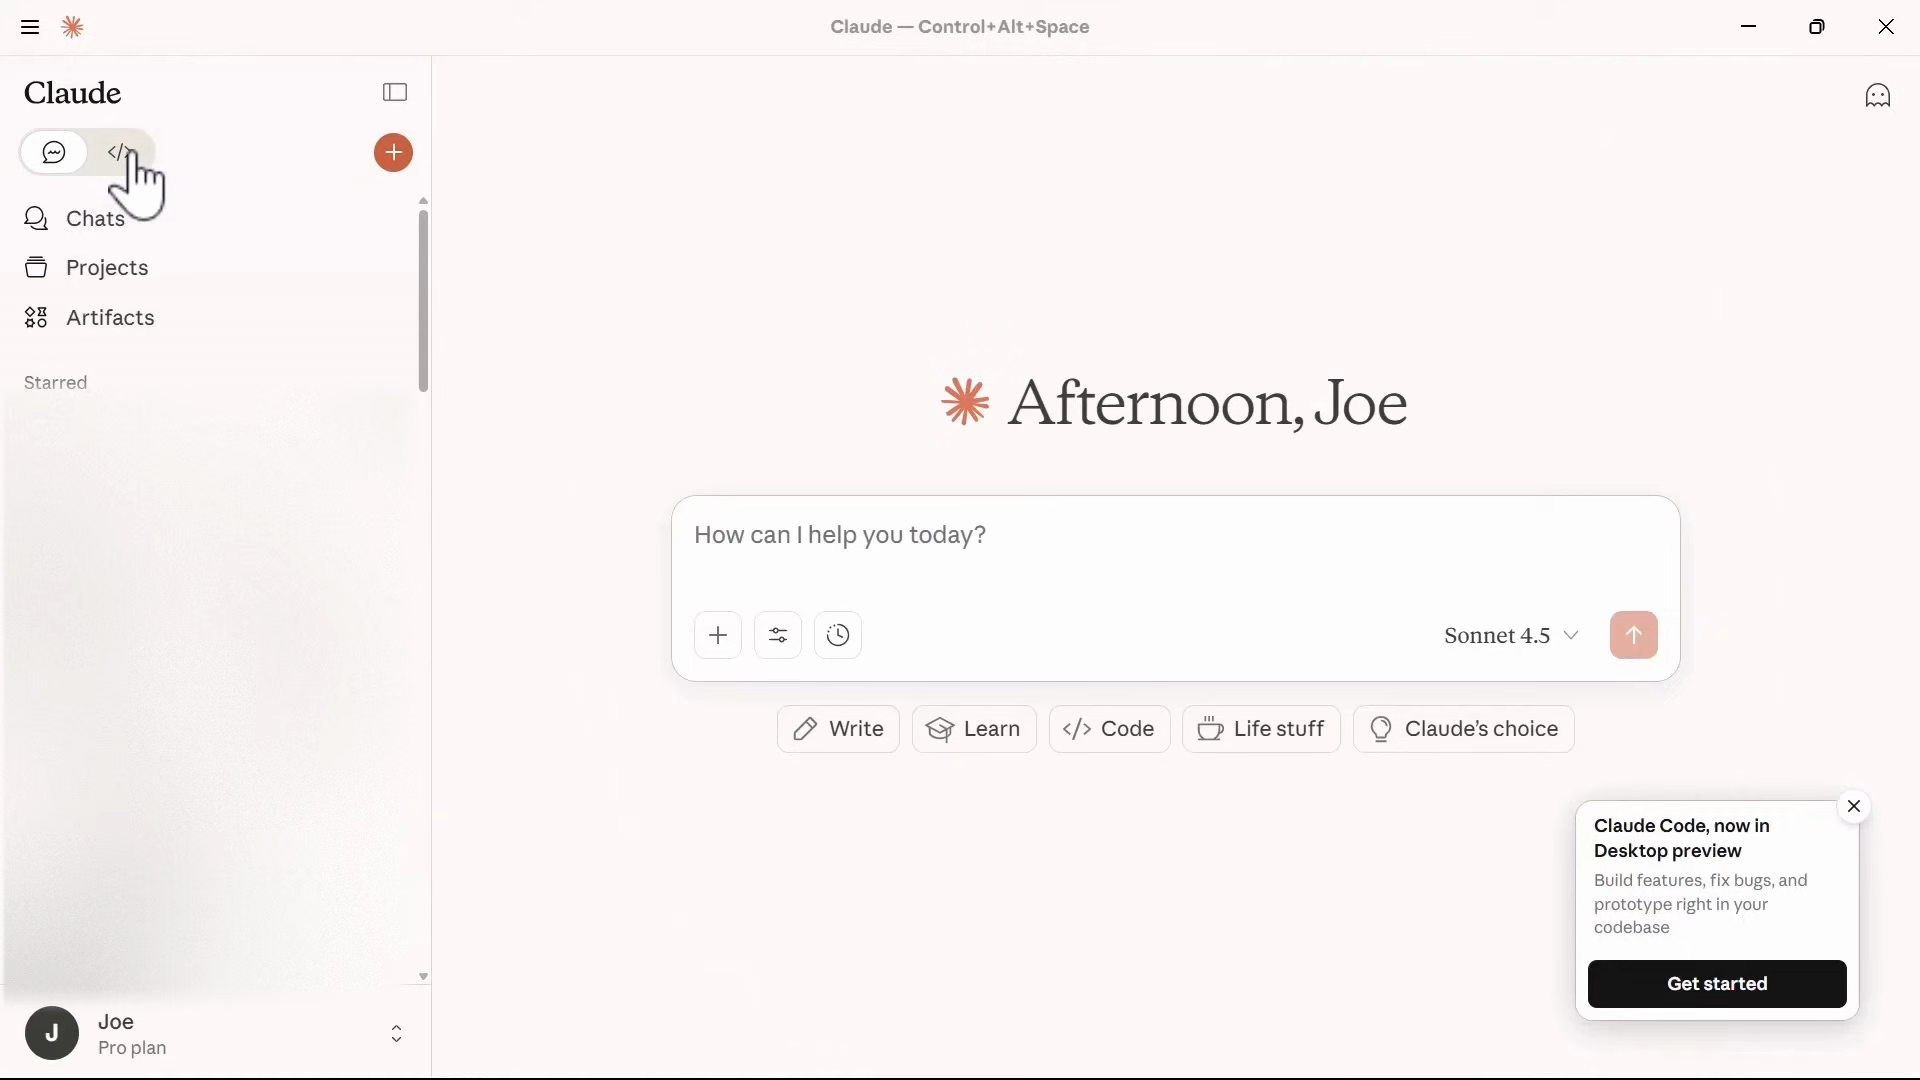 Claude — Control+Alt+Space
Claude
Chats
Projects
Artifacts
Starred
Afternoon, Joe
How can I help you today?
Sonnet 4.5
Write
Learn
</> Code
Life stuff
Claude's choice
Claude Code, now in
Desktop preview
Build features, fix bugs, and
prototype right in your
codebase
Get started
J
Joe
Pro plan